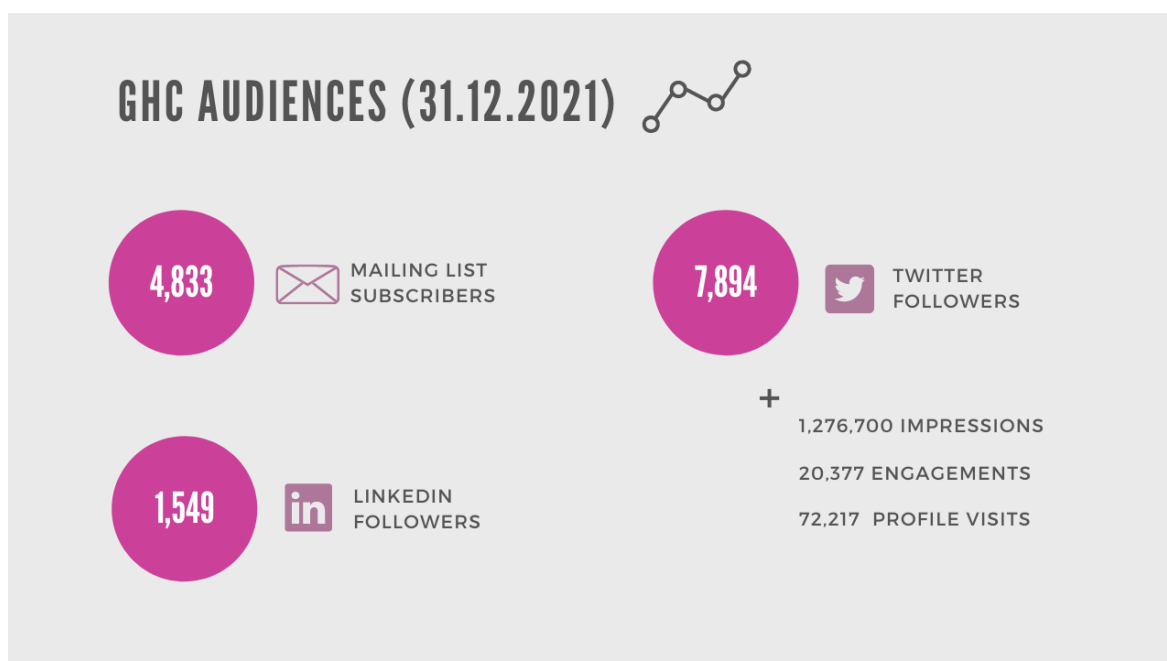 GHC AUDIENCES (31.12.2021)
4,833
MAILING LIST
SUBSCRIBERS
7,894
TWITTER
FOLLOWERS
+
1,276,700 IMPRESSIONS
20,377 ENGAGEMENTS
72,217 PROFILE VISITS
1,549
in
LINKEDIN
FOLLOWERS